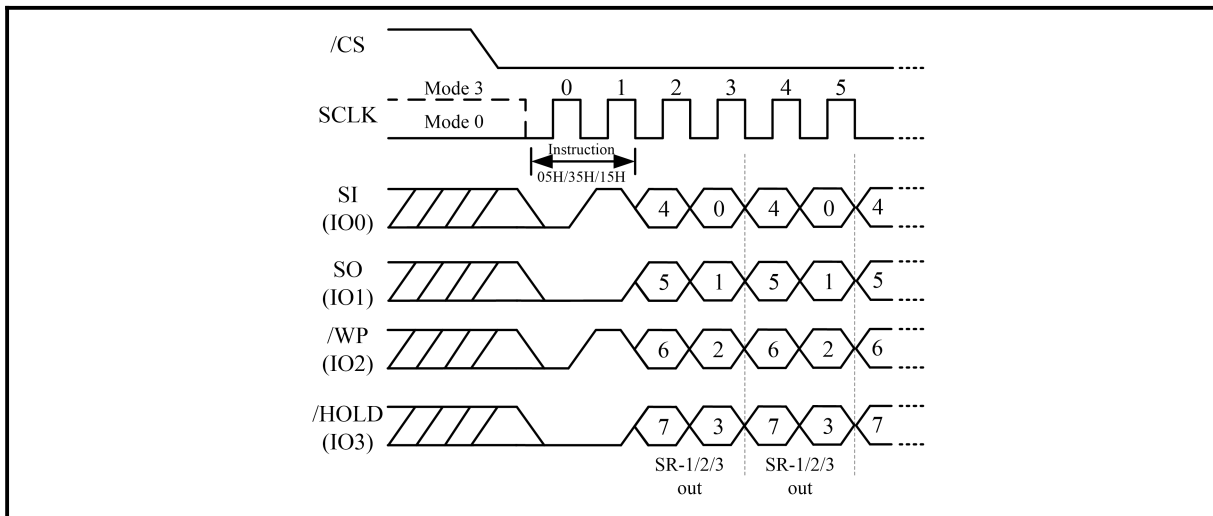 /CS
Mode 3 0 1 2 3 4 5
SCLK
Mode 0
Instruction
05H/35H/15H
SI
(IO0)
4 0 4 0 4
SO
(IO1)
5 1 5 1 5
/WP
(IO2)
6 2 6 2 6
/HOLD
(IO3)
7 3 7 3 7
SR-1/2/3
out
SR-1/2/3
out